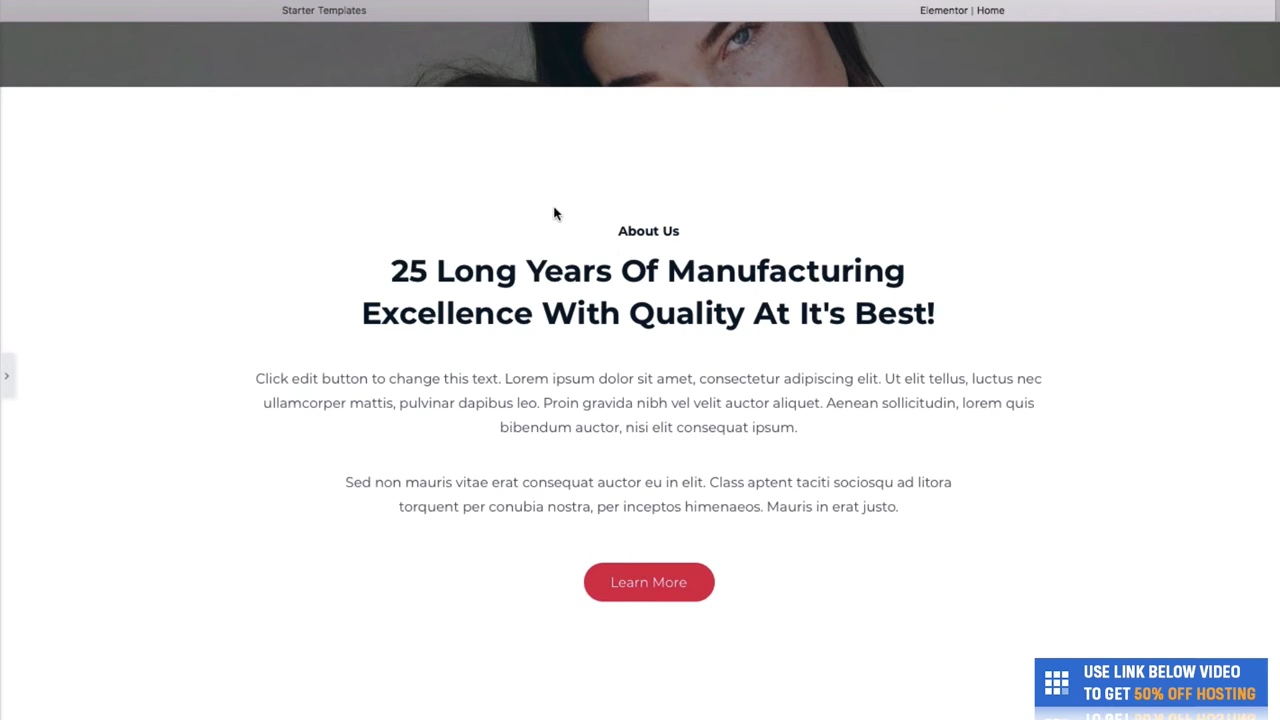 Starter Templates
Elementor | Home
About Us
25 Long Years Of Manufacturing
Excellence With Quality At It's Best!
Click edit button to change this text. Lorem ipsum dolor sit amet, consectetur adipiscing elit. Ut elit tellus, luctus nec
ullamcorper mattis, pulvinar dapibus leo. Proin gravida nibh vel velit auctor aliquet. Aenean sollicitudin, lorem quis
bibendum auctor, nisi elit consequat ipsum.
Sed non mauris vitae erat consequat auctor eu in elit. Class aptent taciti sociosqu ad litora
torquent per conubia nostra, per inceptos himenaeos. Mauris in erat justo.
Learn More
USE LINK BELOW VIDEO
TO GET 50% OFF HOSTING